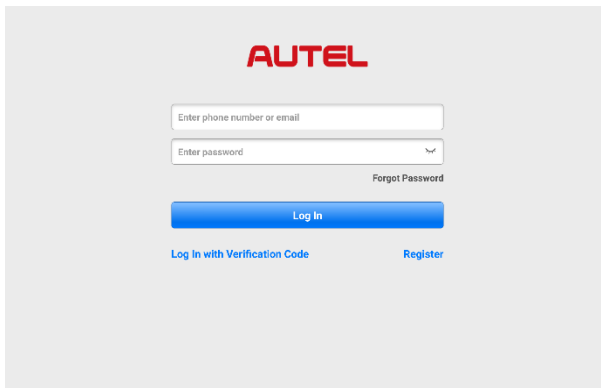 AUTEL
Enter phone number or email
Enter password
Forgot Password
Log In
Log In with Verification Code Register